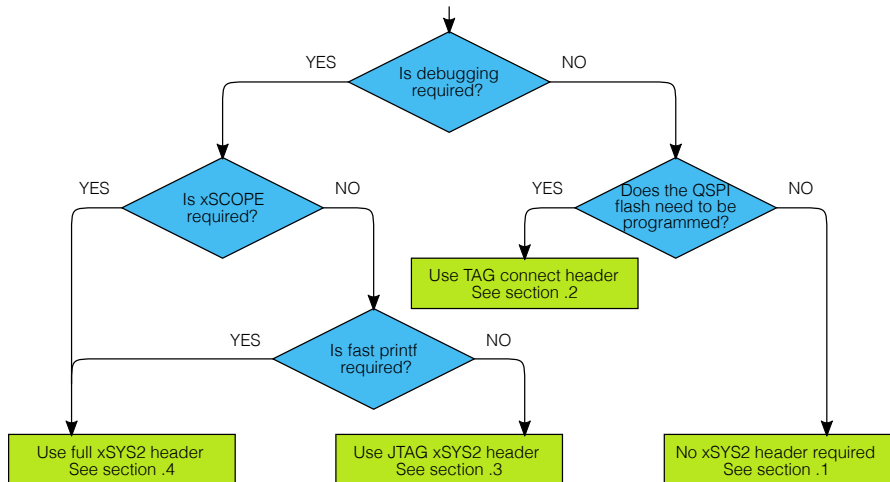 YES
Is debugging
required?
NO
YES
Is xSCOPE
required?
NO
YES
Does the QSPI
flash need to be
programmed?
NO
Use TAG connect header
See section .2
YES
Is fast printf
required?
NO
Use full xSYS2 header
See section .4
Use JTAG xSYS2 header
See section .3
No xSYS2 header required
See section .1